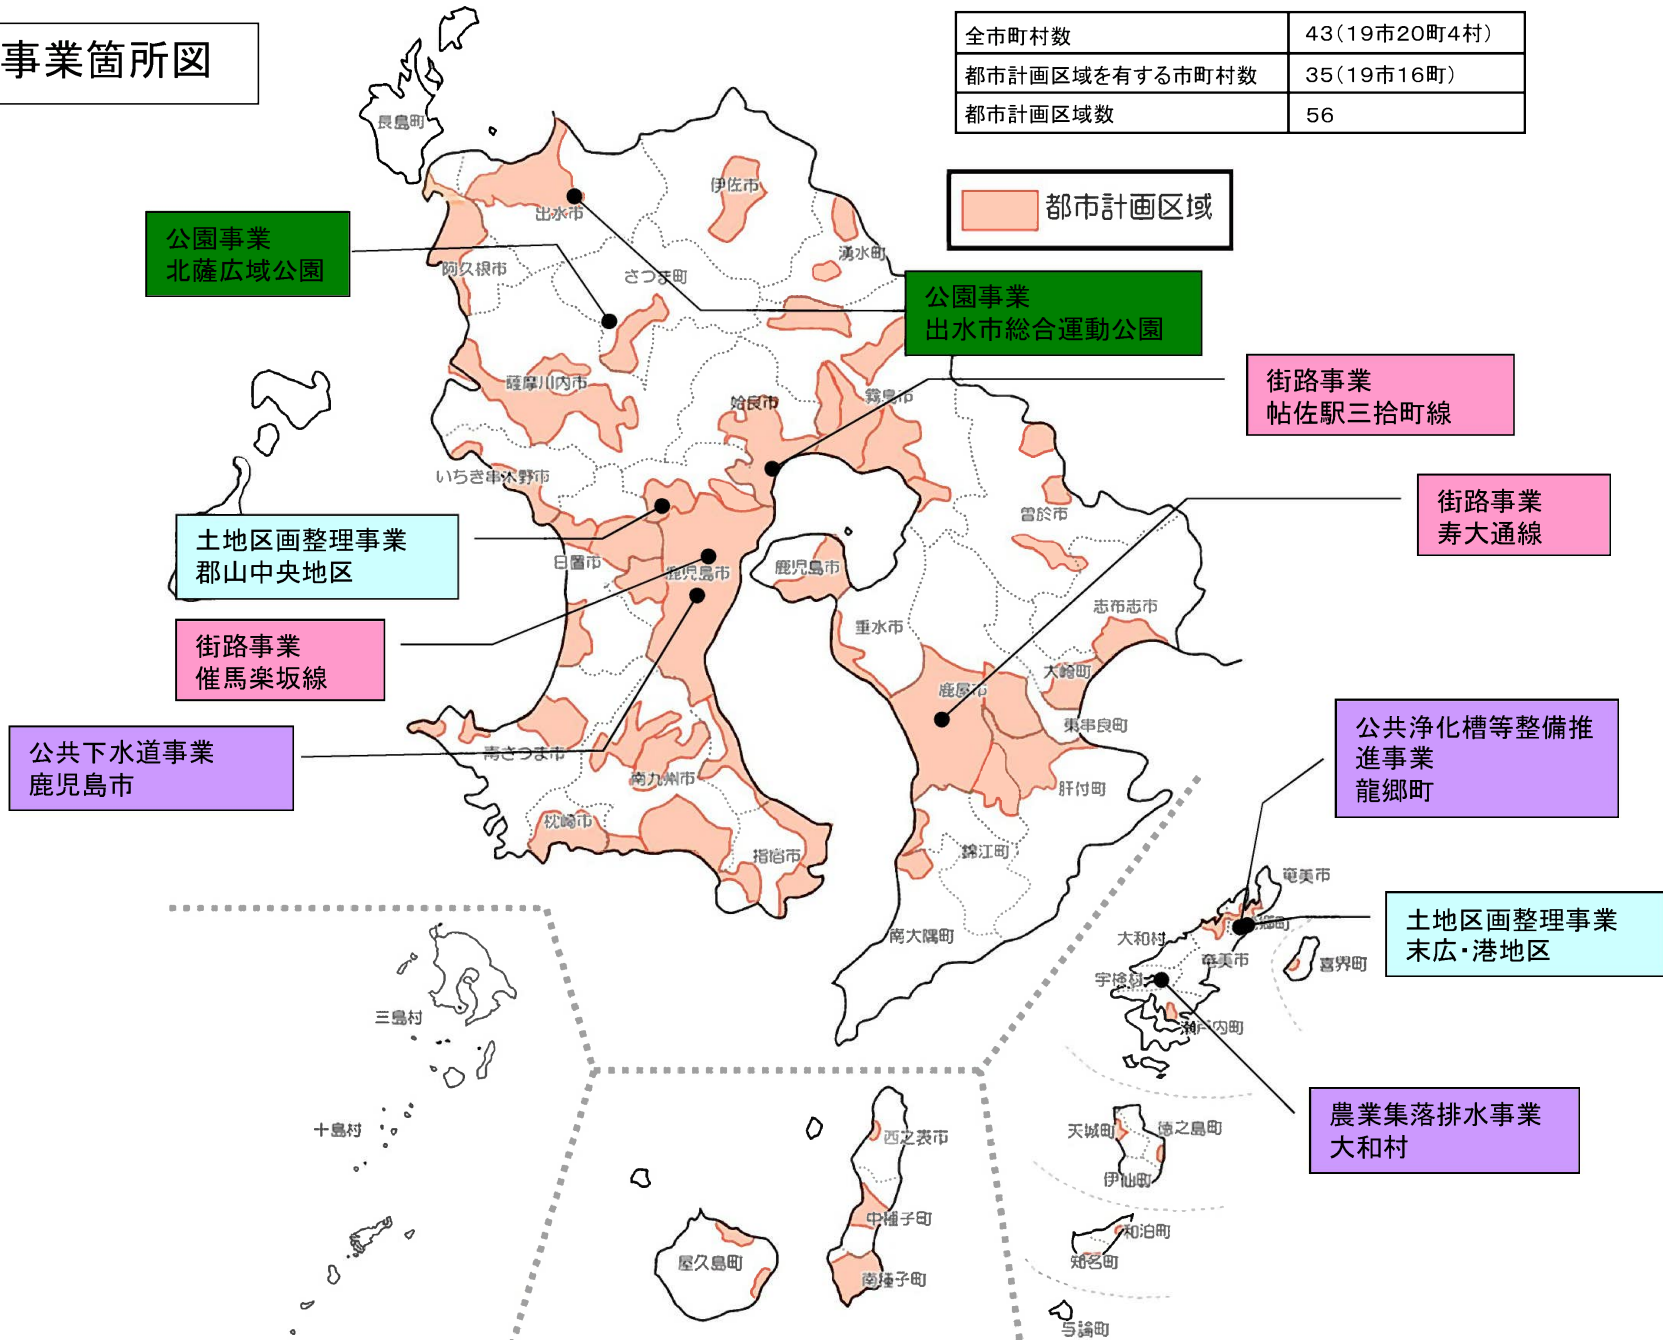 事業箇所図
全市町村数 43(19市20町4村)
都市計画区域を有する市町村数 35(19市16町)
都市計画区域数 56
都市計画区域
長島町
伊佐市
出水市
湧水町
阿久根市
さつま町
公園事業
北薩広域公園
公園事業
出水市総合運動公園
街路事業
帖佐駅三拾町線
薩摩川内市
姶良市
霧島市
いちき串木野市
街路事業
寿大通線
曽於市
土地区画整理事業
郡山中央地区
日置市
鹿児島市
鹿児島市
志布志市
垂水市
街路事業
催馬楽坂線
大崎町
鹿屋市
東串良町
公共下水道事業
鹿児島市
南さつま市
南九州市
肝付町
公共浄化槽等整備推
進事業
龍郷町
枕崎市
指宿市
錦江町
奄美市
南大隅町
土地区画整理事業
末広・港地区
郷町
大和村
奄美市
喜界町
宇検村
瀬戸内町
三島村
農業集落排水事業
大和村
十島村
西之表市
天城町
徳之島町
伊仙町
中種子町
和泊町
知名町
屋久島町
南種子町
与論町